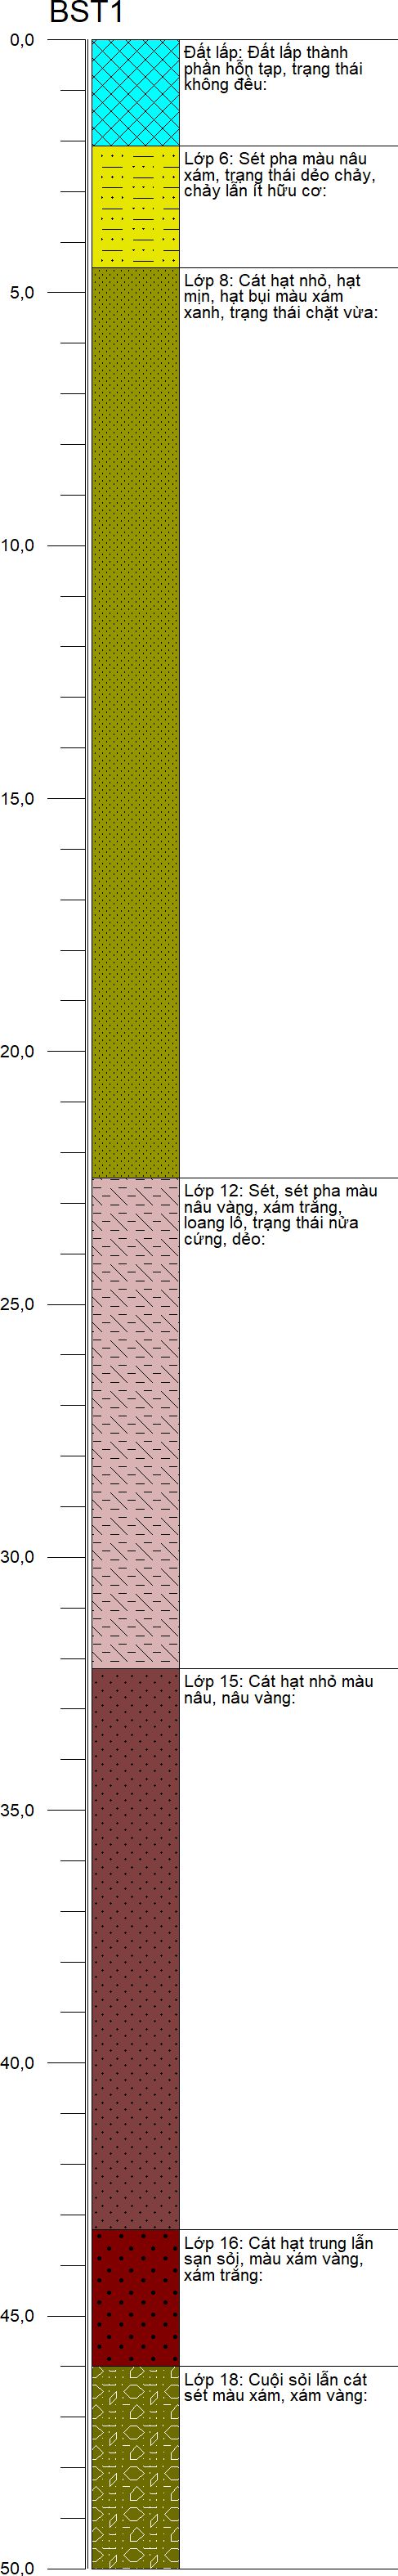 BST1
0,0
Đất lấp: Đất lấp thành
phần hỗn tạp, trạng thái
không đều:
Lớp 6: Sét pha màu nâu
xám, trạng thái dẻo chảy,
chảy lẫn ít hữu cơ:
Lớp 8: Cát hạt nhỏ, hạt
mịn, hạt bụi màu xám
xanh, trạng thái chặt vừa:
5,0
10,0
15,0
20,0
Lớp 12: Sét, sét pha màu
nâu vàng, xám trắng,
loang lổ, trạng thái nửa
cứng, dẻo:
25,0
30,0
Lớp 15: Cát hạt nhỏ màu
nâu, nâu vàng:
35,0
40,0
Lớp 16: Cát hạt trung lẫn
sạn sỏi, màu xám vàng,
xám trắng:
45,0
Lớp 18: Cuội sỏi lẫn cát
sét màu xám, xám vàng:
50,0